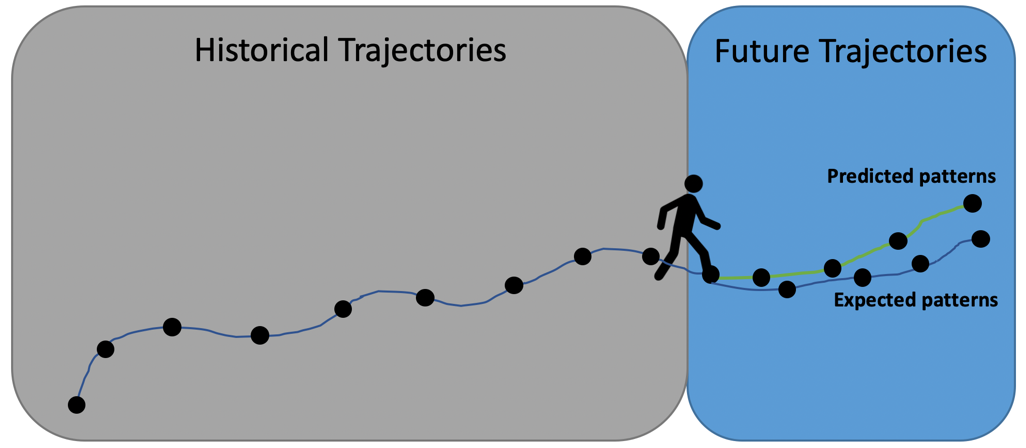 Historical Trajectories
Future Trajectories
Predicted patterns
Expected patterns